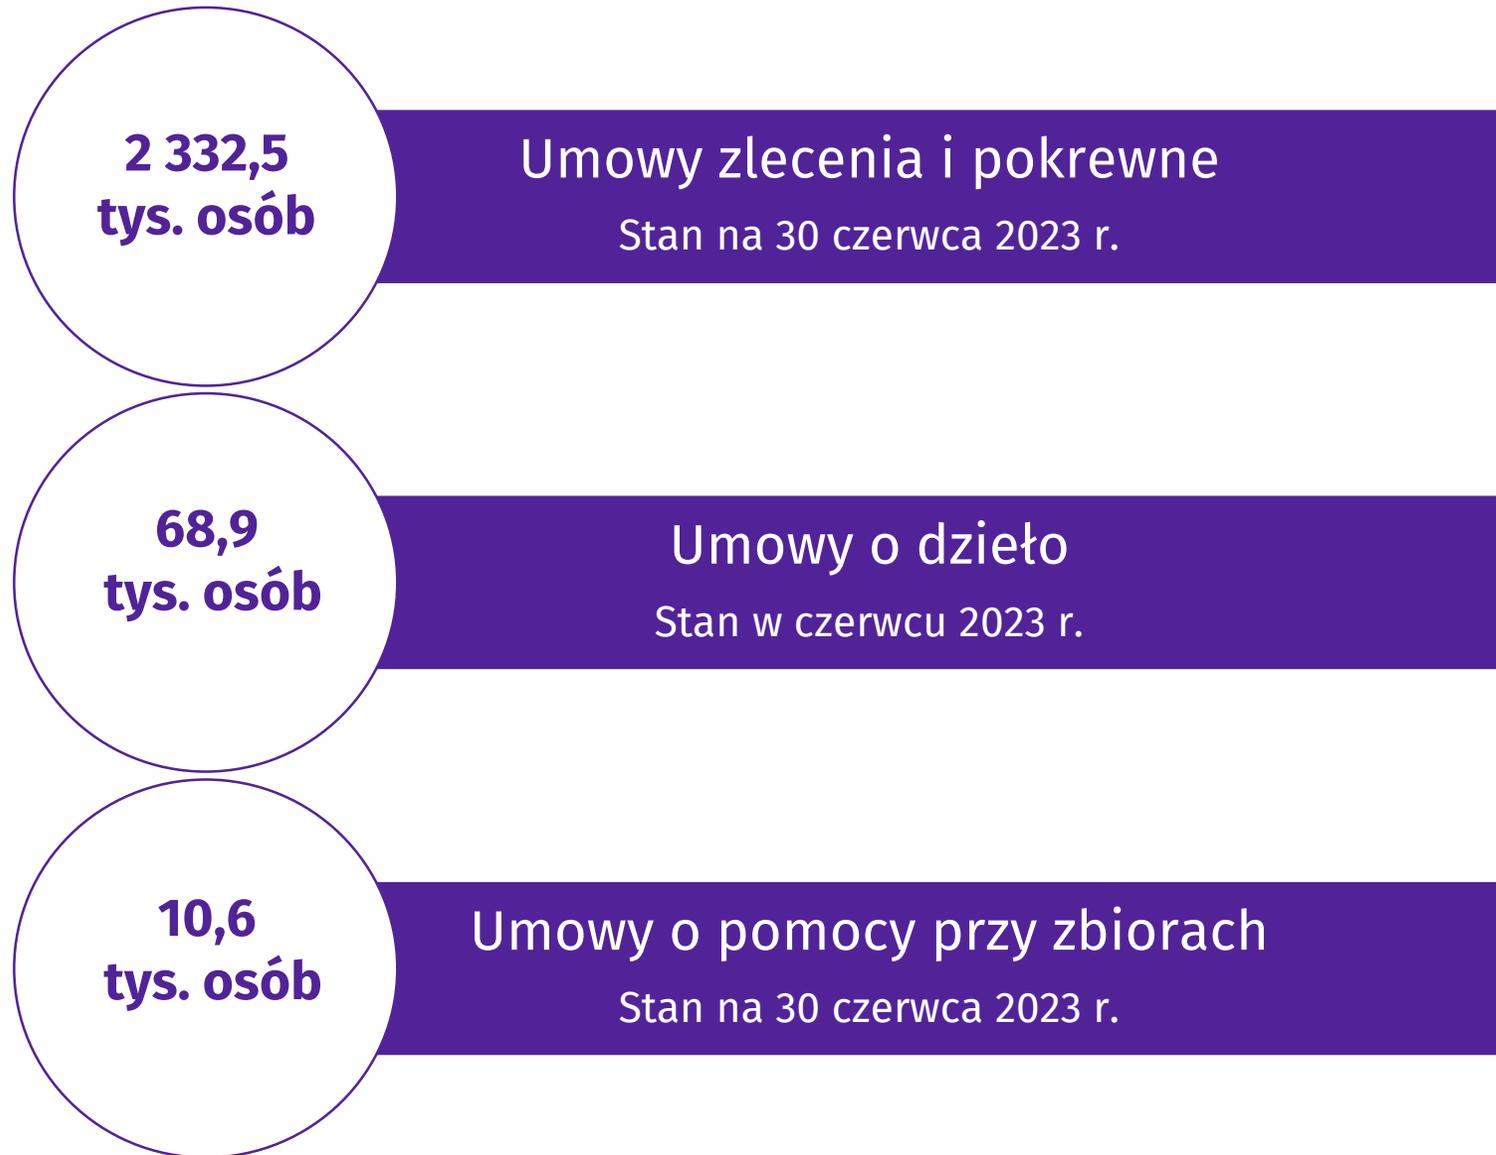 2 332,5
tys. osób
Umowy zlecenia i pokrewne
Stan na 30 czerwca 2023 r.
68,9
tys. osób
Umowy o dzieło
Stan w czerwcu 2023 r.
10,6
tys. osób
Umowy o pomocy przy zbiorach
Stan na 30 czerwca 2023 r.